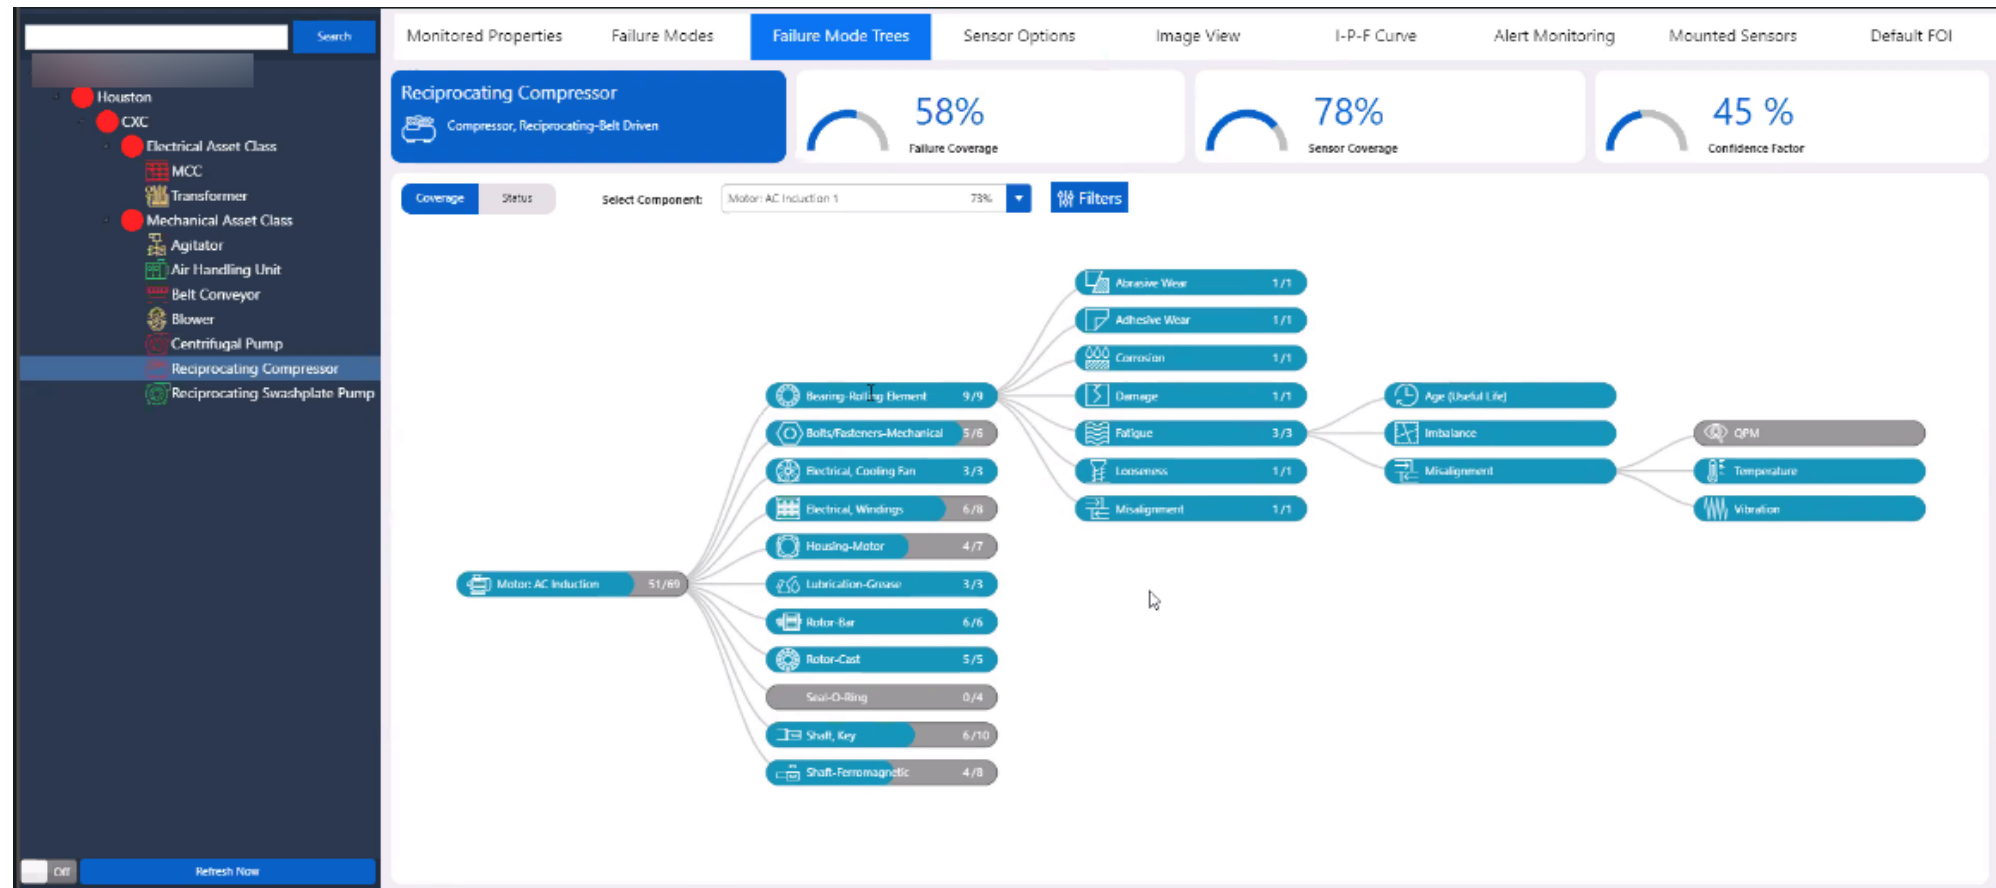 Search
Houston
CXC
Electrical Asset Class
MCC
Transformer
Mechanical Asset Class
Agitator
Air Handling Unit
Belt Conveyor
Blower
Centrifugal Pump
Reciprocating Compressor
Reciprocating Swashplate Pump
Off
Refresh Now
Monitored Properties
Failure Modes
Failure Mode Trees
Sensor Options
Image View
I-P-F Curve
Alert Monitoring
Mounted Sensors
Default FOI
Reciprocating Compressor
Compressor, Reciprocating-Belt Driven
58%
Failure Coverage
78%
Sensor Coverage
45 %
Confidence Factor
Coverage
Status
Select Component:
Motor: AC Induction 1 73%
Filters
Motor: AC Induction 51/69
Bearing-Rolling Element 9/9
Bolts/Fasteners-Mechanical 5/6
Electrical, Cooling Fan 3/3
Electrical, Windings 6/8
Housing-Motor 4/7
Lubrication-Grease 3/3
Rotor-Bar 6/6
Rotor-Cast 5/5
Seal-O-Ring 0/4
Shaft, Key 6/10
Shaft-Ferromagnetic 4/8
Abrasive Wear 1/1
Adhesive Wear 1/1
Corrosion 1/1
Damage 1/1
Fatigue 3/3
Looseness 1/1
Misalignment 1/1
Age (Useful Life)
Imbalance
Misalignment
QPM
Temperature
Vibration